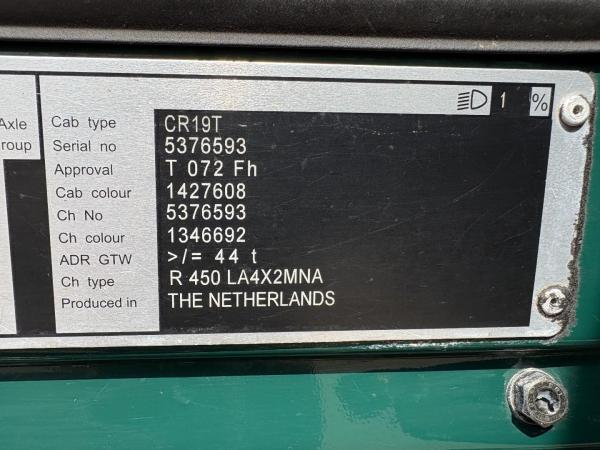 1 %
Axle
roup
Cab type CR19T
Serial no 5376593
Approval T 072 Fh
Cab colour 1427608
Ch No 5376593
Ch colour 1346692
ADR GTW >/= 44 t
Ch type R 450 LA4X2MNA
Produced in THE NETHERLANDS